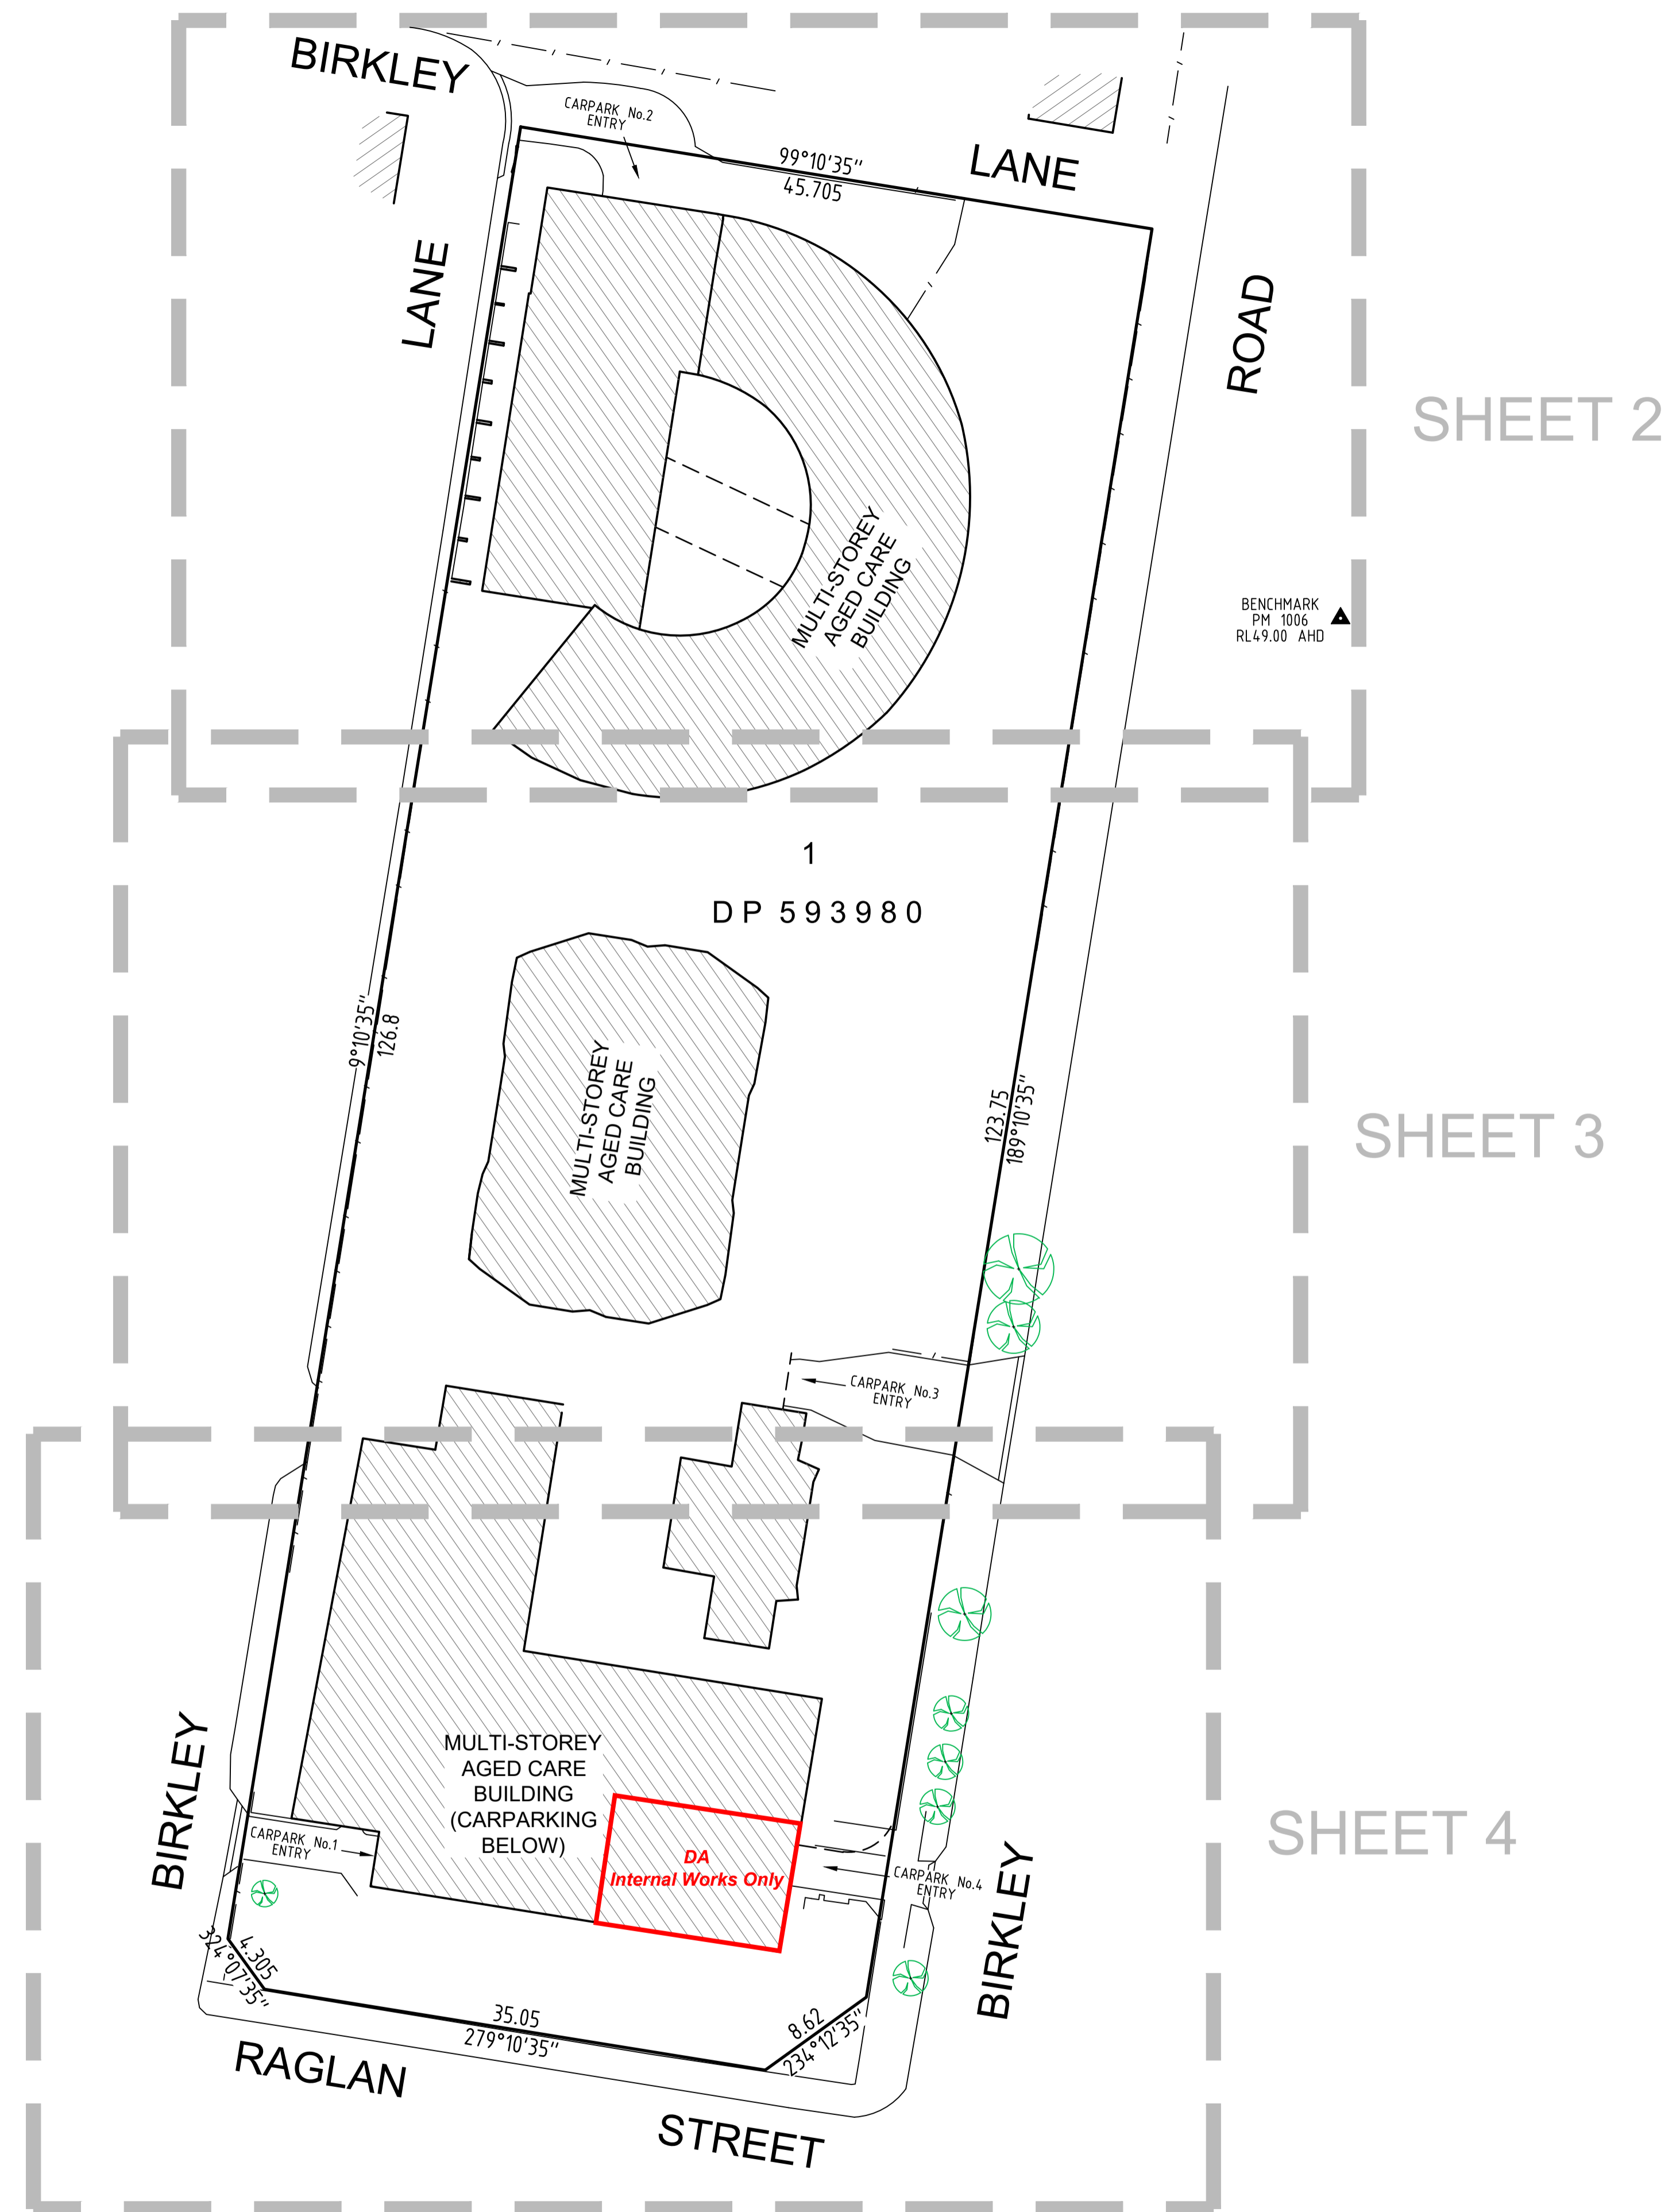 BIRKLEY
CARPARK No.2
ENTRY
99°10'35"
45.705
LANE
LANE
ROAD
SHEET 2
MULTI-STOREY
AGED CARE
BUILDING
BENCHMARK
PM 1006
RL49.00 AHD
1
DP 593980
9°10'35"
126.8
MULTI-STOREY
AGED CARE
BUILDING
123.75
189°10'35"
SHEET 3
CARPARK No.3
ENTRY
BIRKLEY
MULTI-STOREY
AGED CARE
BUILDING
(CARPARKING
BELOW)
CARPARK No.1
ENTRY
DA
Internal Works Only
CARPARK No.4
ENTRY
SHEET 4
BIRKLEY
4.305
324°07'35"
35.05
279°10'35"
8.62
234°12'35"
RAGLAN
STREET